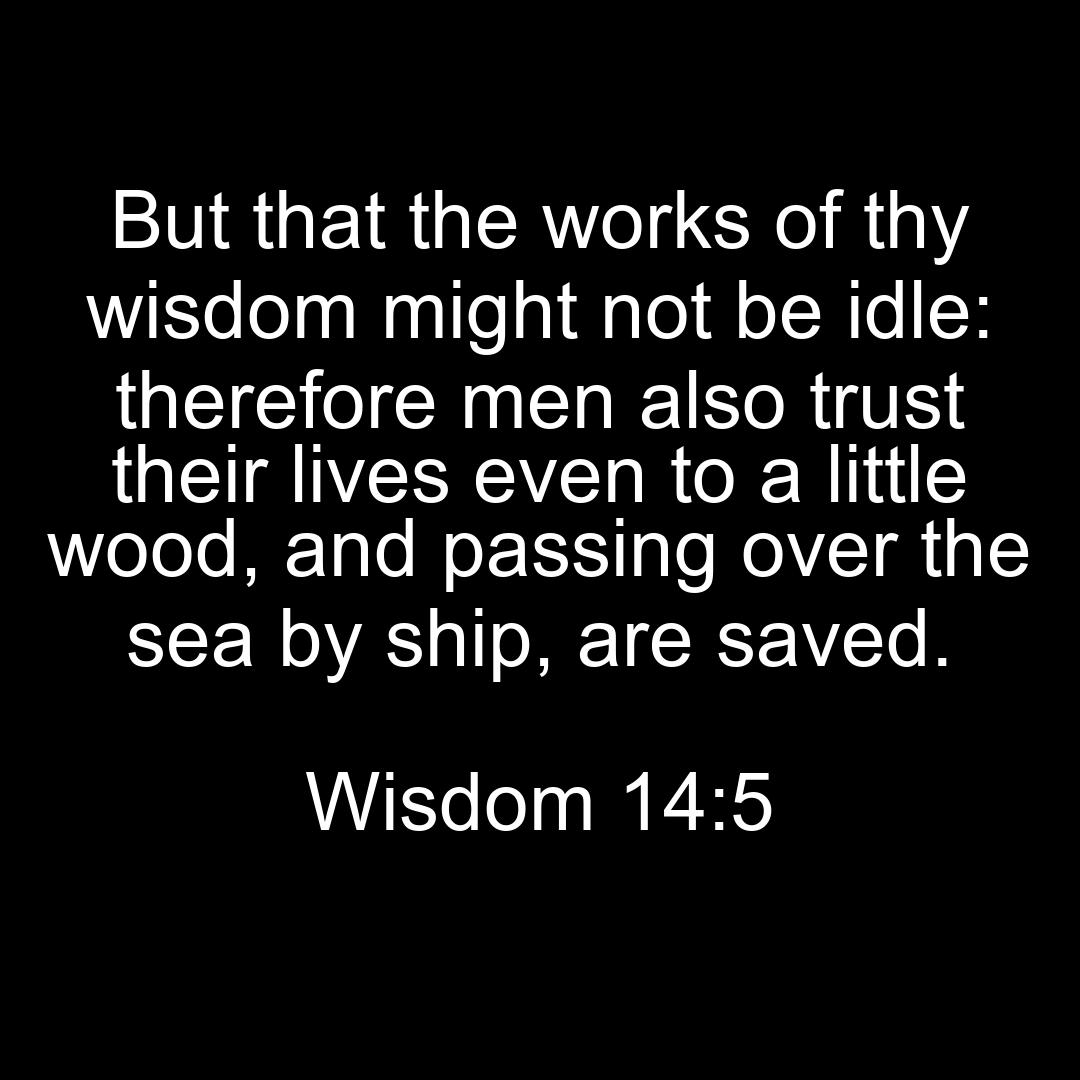 But that the works of thy
wisdom might not be idle:
therefore men also trust
their lives even to a little
wood, and passing over the
sea by ship, are saved.
Wisdom 14:5